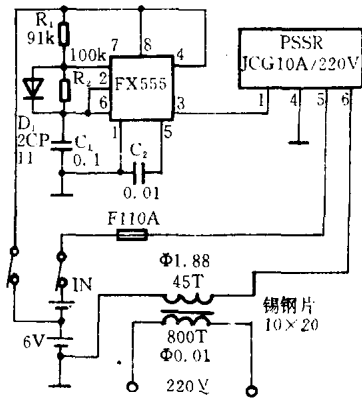 R₁
91k
100k
7
8
4
PSSR
JCG10A/220V
R₂
2
6
FX555
3
1
4
5
6
D₁
2CP
11
C₁
0.1
1
5
C₂
0.01
F110A
1N
Φ1.88
45T
锡钢片
10×20
6V
800T
Φ0.01
220V